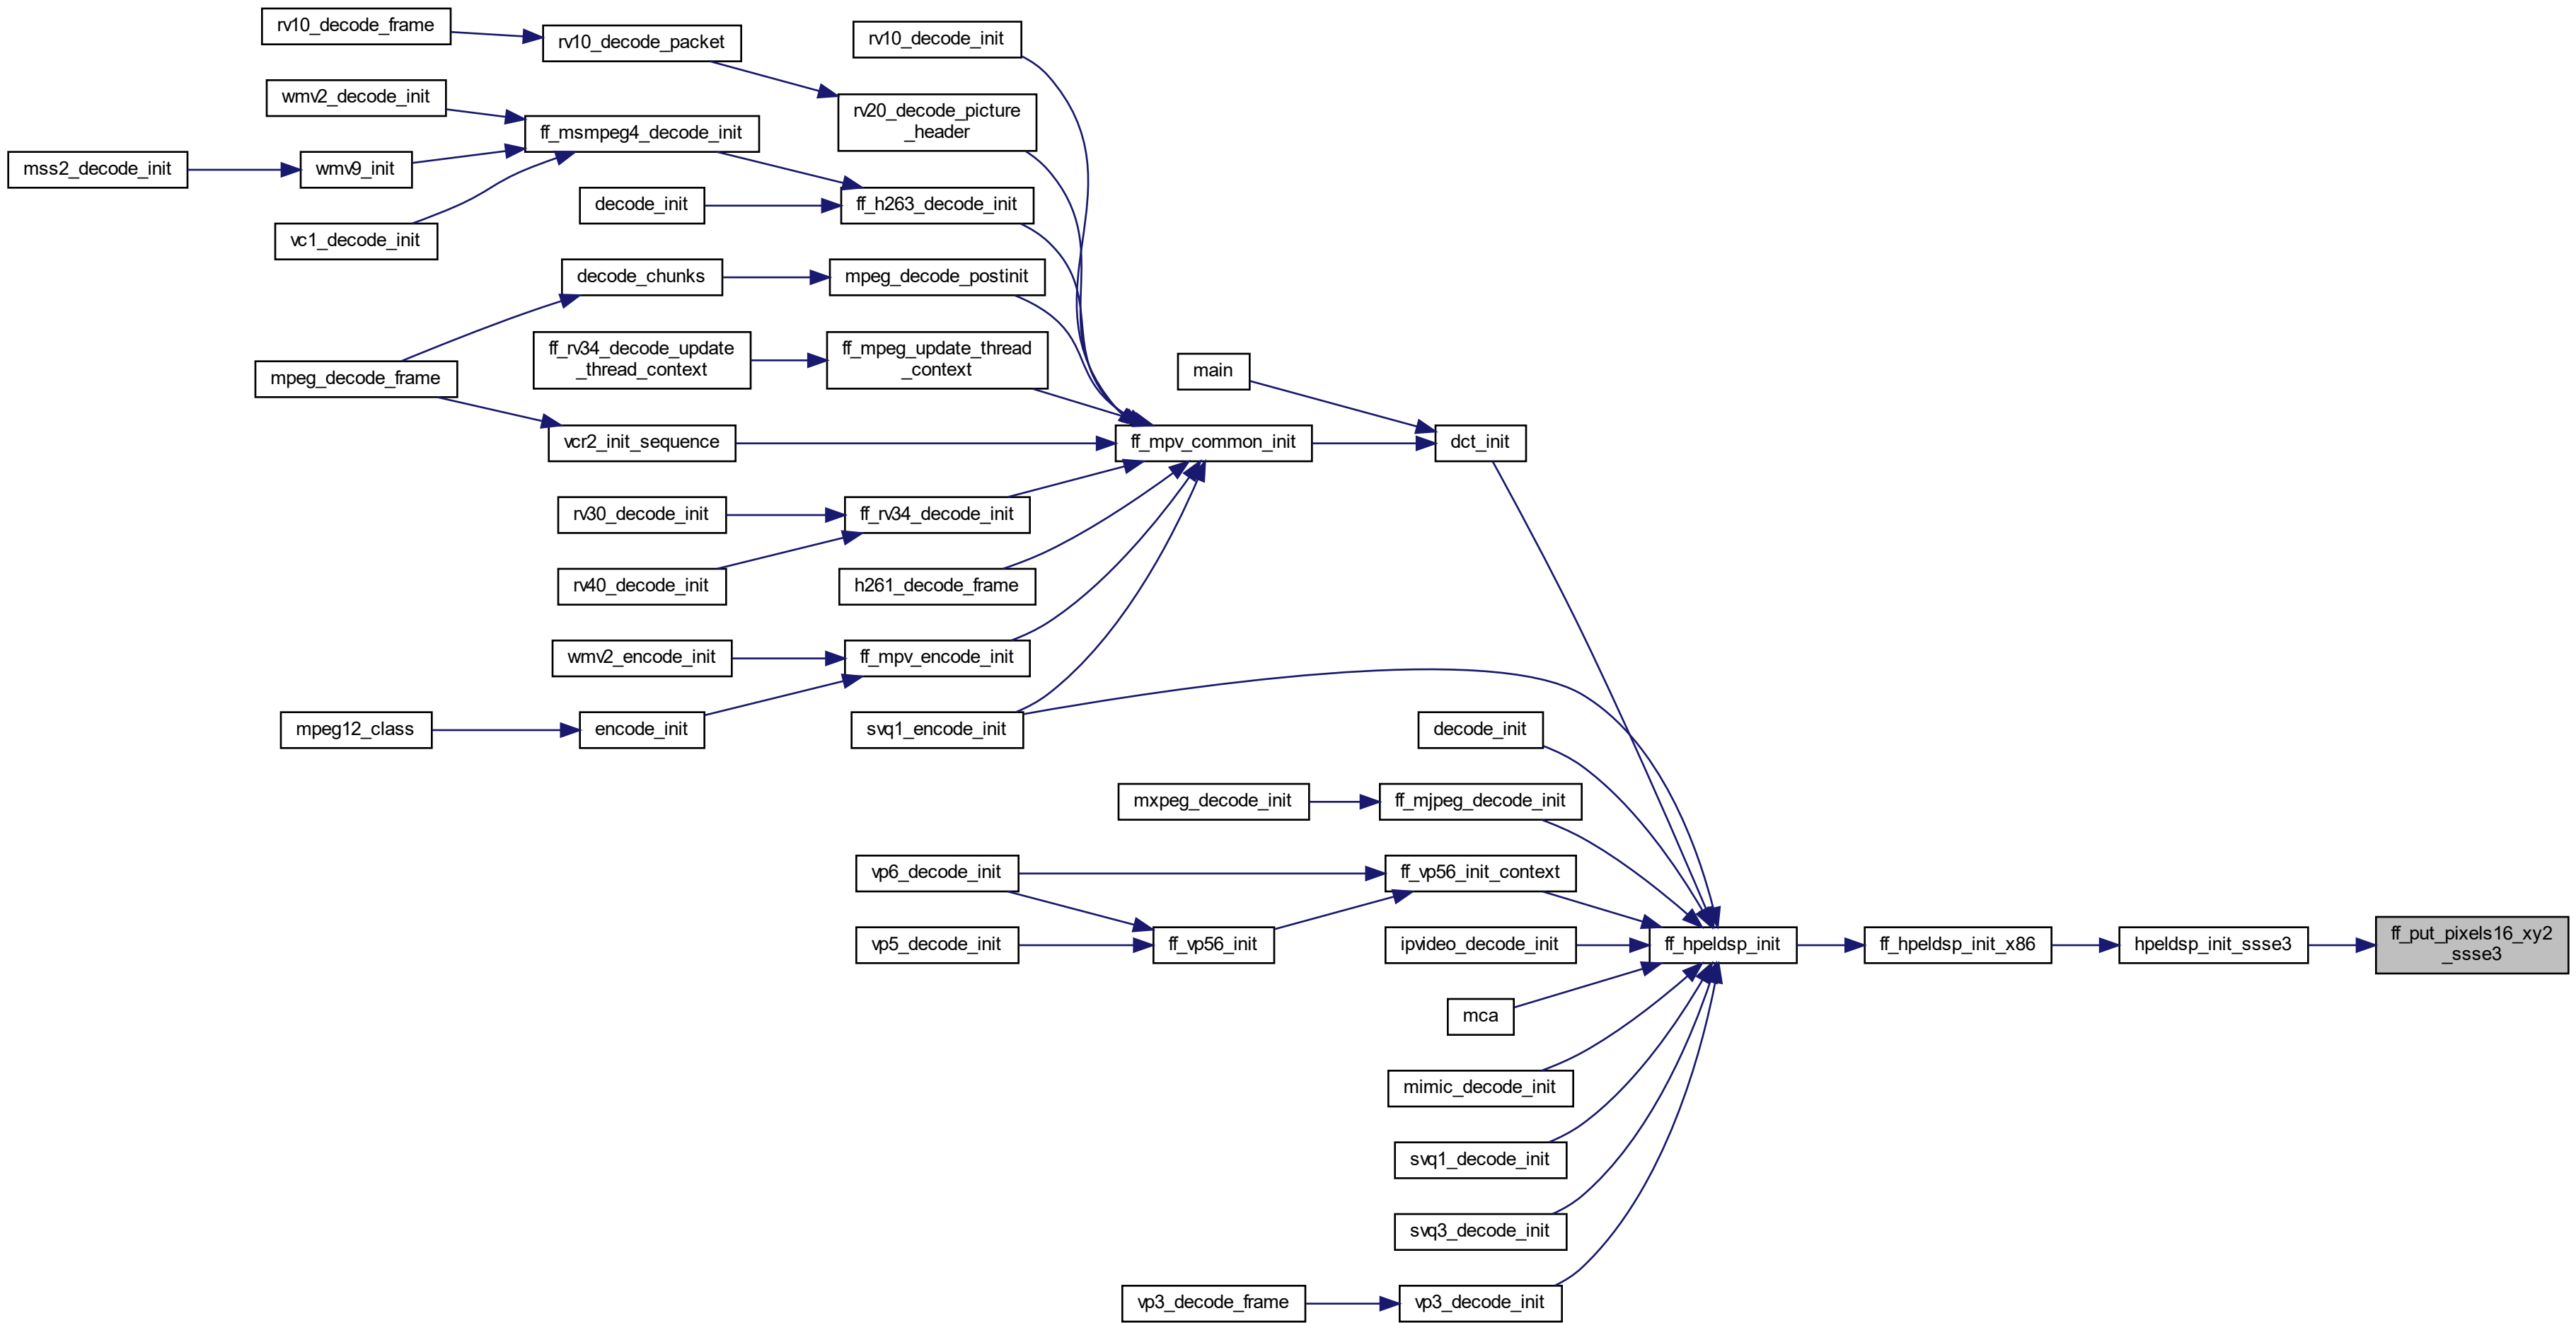 rv10_decode_frame
rv10_decode_packet
rv10_decode_init
wmv2_decode_init
rv20_decode_picture
_header
ff_msmpeg4_decode_init
mss2_decode_init
wmv9_init
decode_init
ff_h263_decode_init
vc1_decode_init
decode_chunks
mpeg_decode_postinit
ff_rv34_decode_update
_thread_context
ff_mpeg_update_thread
_context
main
mpeg_decode_frame
vcr2_init_sequence
ff_mpv_common_init
dct_init
rv30_decode_init
ff_rv34_decode_init
rv40_decode_init
h261_decode_frame
wmv2_encode_init
ff_mpv_encode_init
mpeg12_class
encode_init
svq1_encode_init
decode_init
mxpeg_decode_init
ff_mjpeg_decode_init
vp6_decode_init
ff_vp56_init_context
vp5_decode_init
ff_vp56_init
ipvideo_decode_init
ff_hpeldsp_init
ff_hpeldsp_init_x86
hpeldsp_init_ssse3
ff_put_pixels16_xy2
_ssse3
mca
mimic_decode_init
svq1_decode_init
svq3_decode_init
vp3_decode_frame
vp3_decode_init